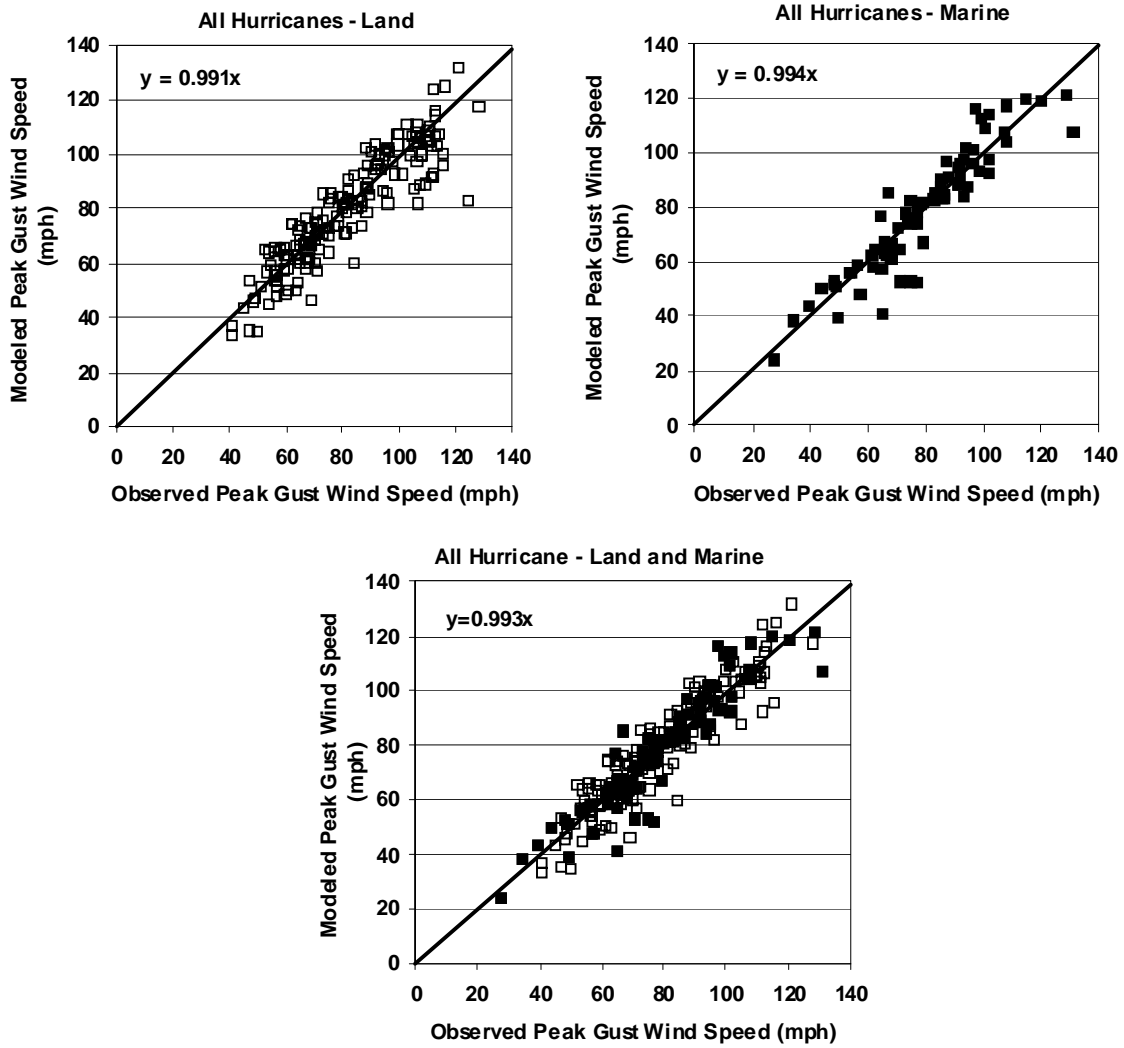 All Hurricanes - Land
y = 0.991x
Modeled Peak Gust Wind Speed
(mph)
140
120
100
80
60
40
20
0
0 20 40 60 80 100 120 140
Observed Peak Gust Wind Speed (mph)
All Hurricanes - Marine
y = 0.994x
Modeled Peak Gust Wind Speed
(mph)
140
120
100
80
60
40
20
0
0 20 40 60 80 100 120 140
Observed Peak Gust Wind Speed (mph)
All Hurricane - Land and Marine
y=0.993x
Modeled Peak Gust Wind Speed
(mph)
140
120
100
80
60
40
20
0
0 20 40 60 80 100 120 140
Observed Peak Gust Wind Speed (mph)